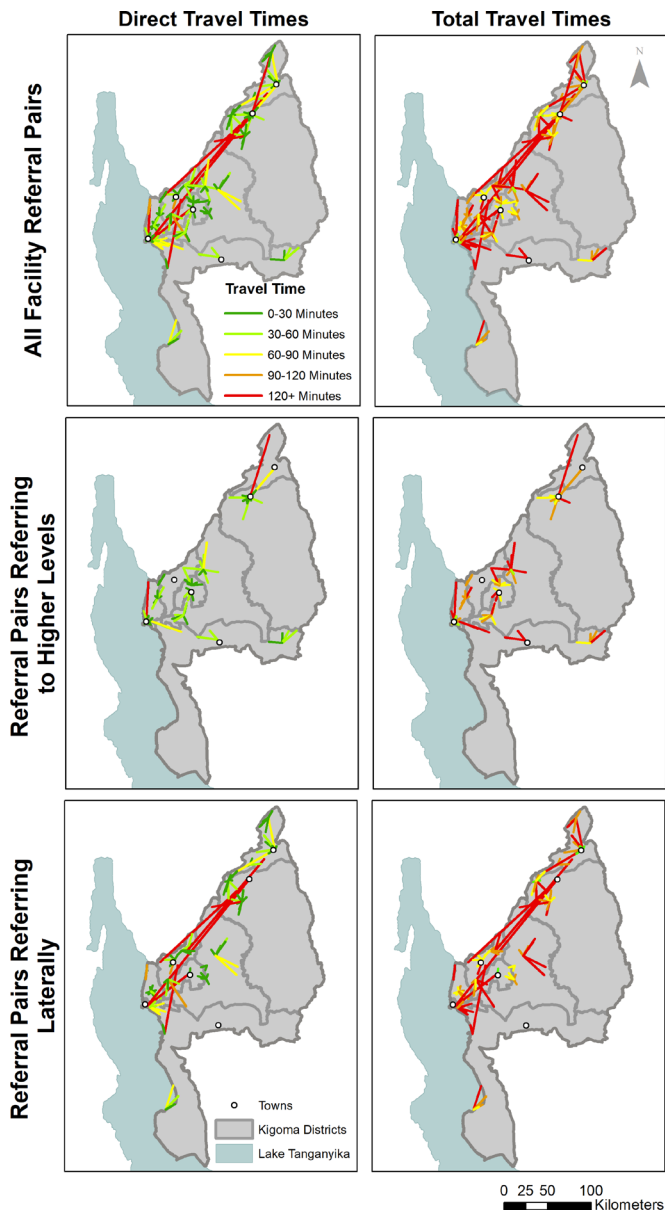 Direct Travel Times
Total Travel Times
All Facility Referral Pairs
N
Travel Time
0-30 Minutes
30-60 Minutes
60-90 Minutes
90-120 Minutes
120+ Minutes
Referral Pairs Referring
to Higher Levels
Referral Pairs Referring
Laterally
Towns
Kigoma Districts
Lake Tanganyika
0 25 50 100
Kilometers